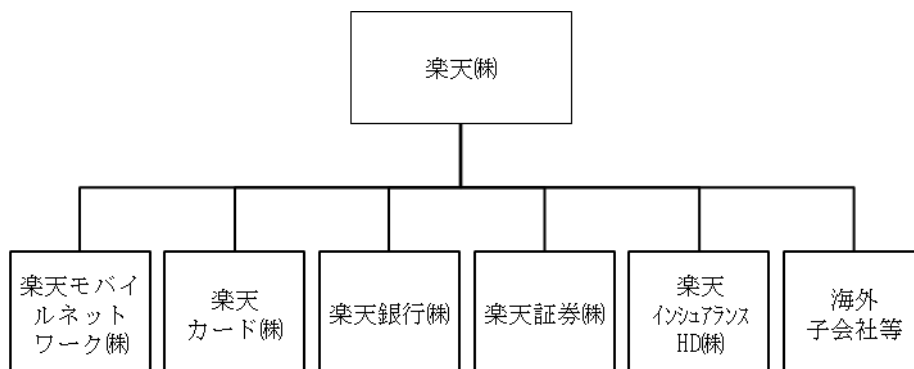 楽天㈱
楽天モバイ
ルネット
ワーク㈱
楽天
カード㈱
楽天銀行㈱
楽天証券㈱
楽天
ｲﾝｼｭｱﾗﾝｽ
HD㈱
海外
子会社等